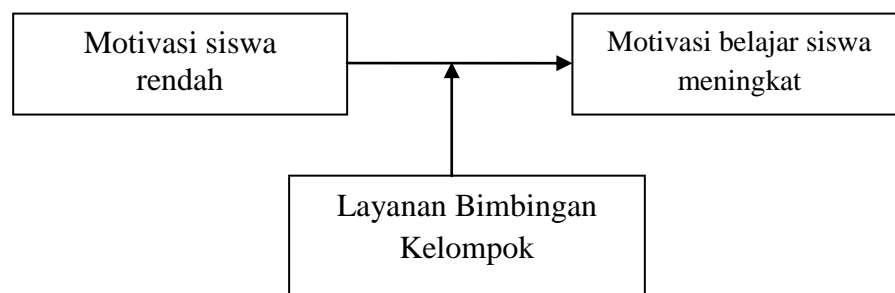 Motivasi siswa
rendah
Motivasi belajar siswa
meningkat
Layanan Bimbingan
Kelompok